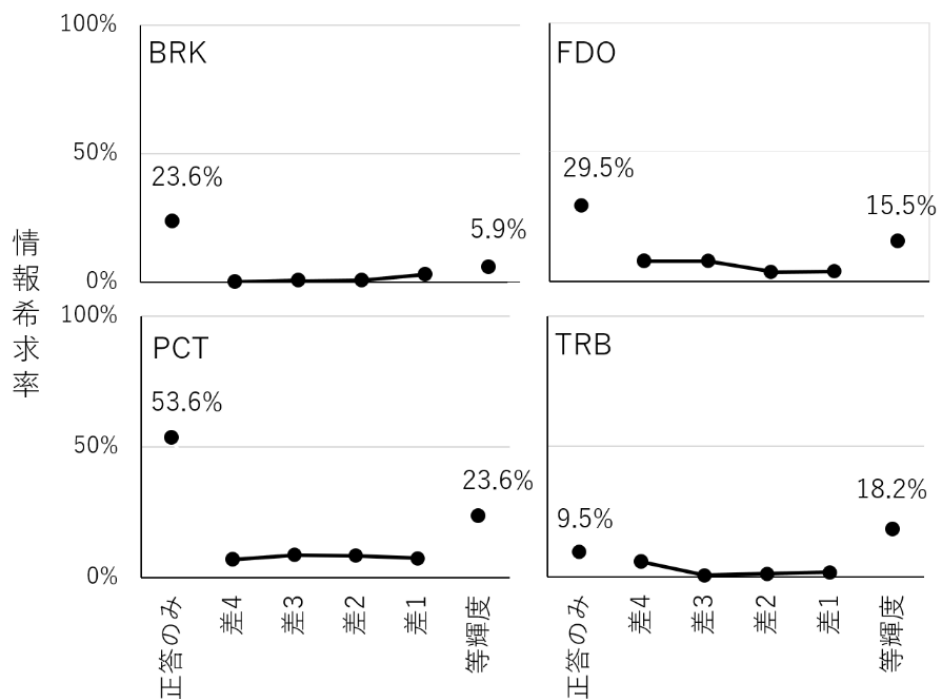 情報希求率
100%
50%
0%
BRK
23.6%
5.9%
FDO
29.5%
15.5%
100%
50%
0%
PCT
53.6%
23.6%
TRB
9.5%
18.2%
正答のみ
差4
差3
差2
差1
等輝度
正答のみ
差4
差3
差2
差1
等輝度